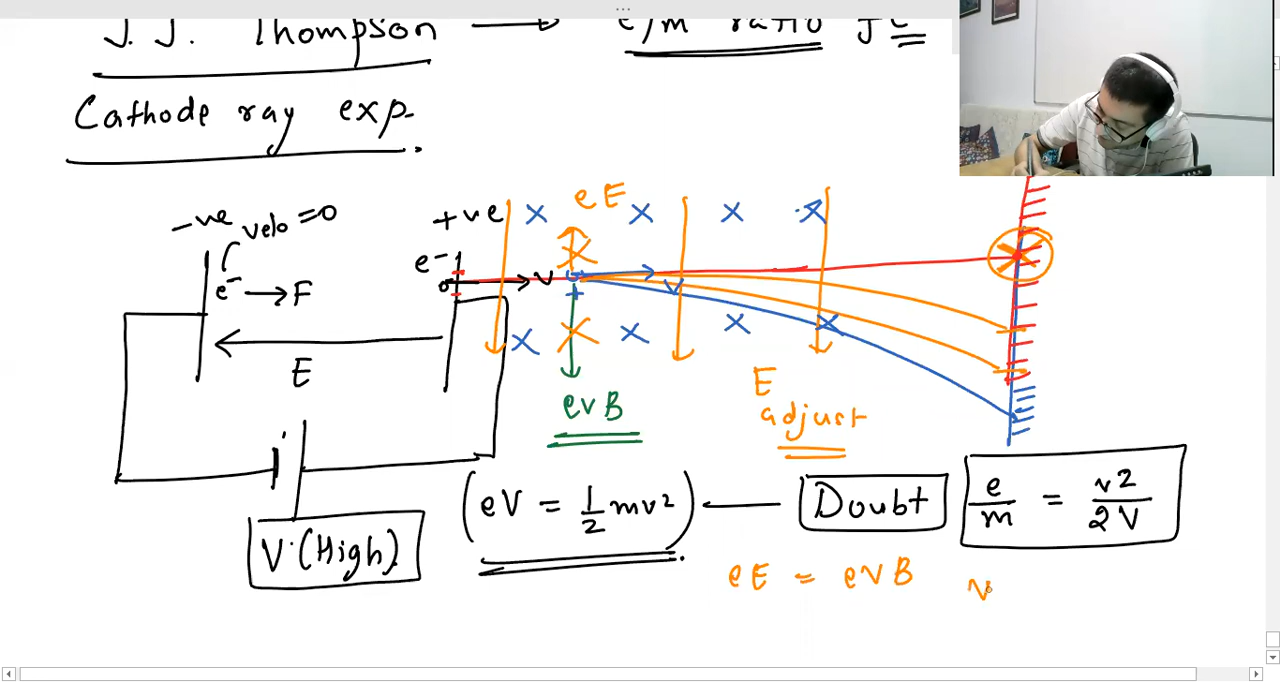 J. J. Thompson → e/m ratio
Cathode ray exp.
-ve velo = 0
+ve
eE
e⁻ → F
e⁻
v
v
E
evB
E
adjust
V (High)
(eV = 1/2 mv2) ← Doubt
e/m = v2/2V
eE = evB v